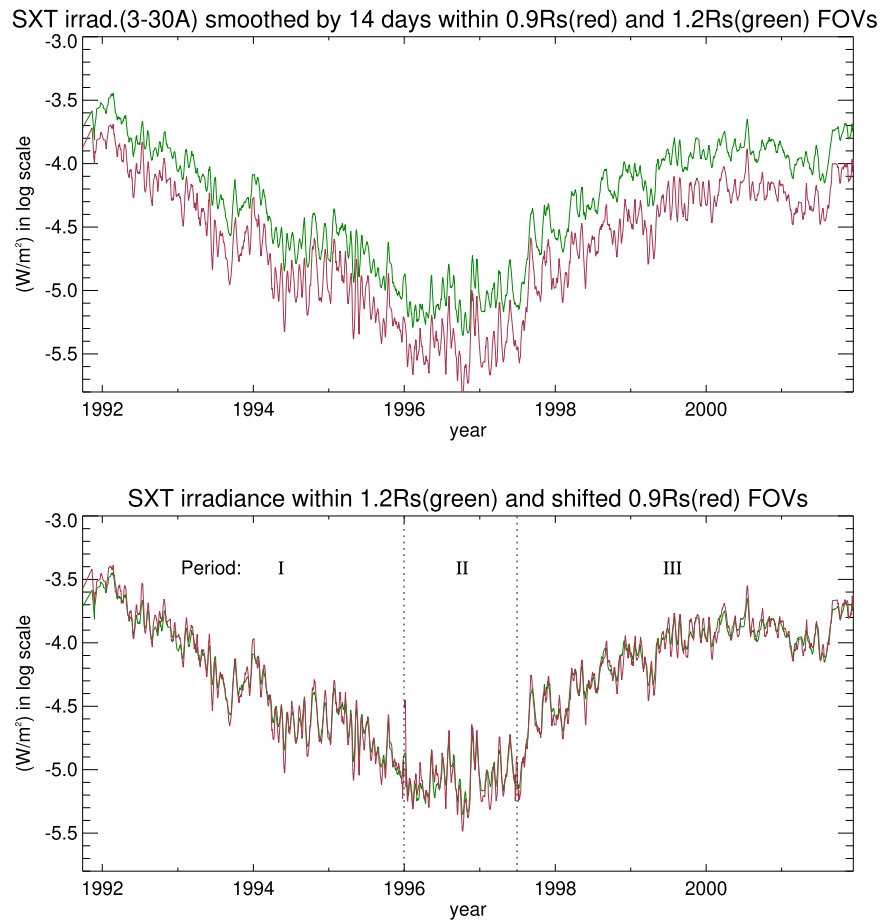 SXT irrad.(3-30A) smoothed by 14 days within 0.9Rs(red) and 1.2Rs(green) FOVs
-3.0
-3.5
-4.0
-4.5
-5.0
-5.5
(W/m²) in log scale
1992 1994 1996 1998 2000
year
SXT irradiance within 1.2Rs(green) and shifted 0.9Rs(red) FOVs
-3.0
Period: I II III
-3.5
-4.0
-4.5
-5.0
-5.5
(W/m²) in log scale
1992 1994 1996 1998 2000
year